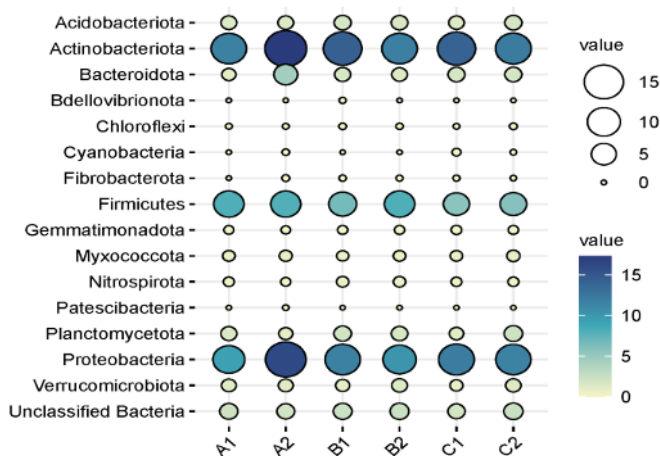 Acidobacteriota
Actinobacteriota
Bacteroidota
Bdellovibrionota
Chloroflexi
Cyanobacteria
Fibrobacterota
Firmicutes
Gemmatimonadota
Myxococcota
Nitrospirota
Patescibacteria
Planctomycetota
Proteobacteria
Verrucomicrobiota
Unclassified Bacteria
A1 A2 B1 B2 C1 C2
value
15
10
5
0
value
15
10
5
0